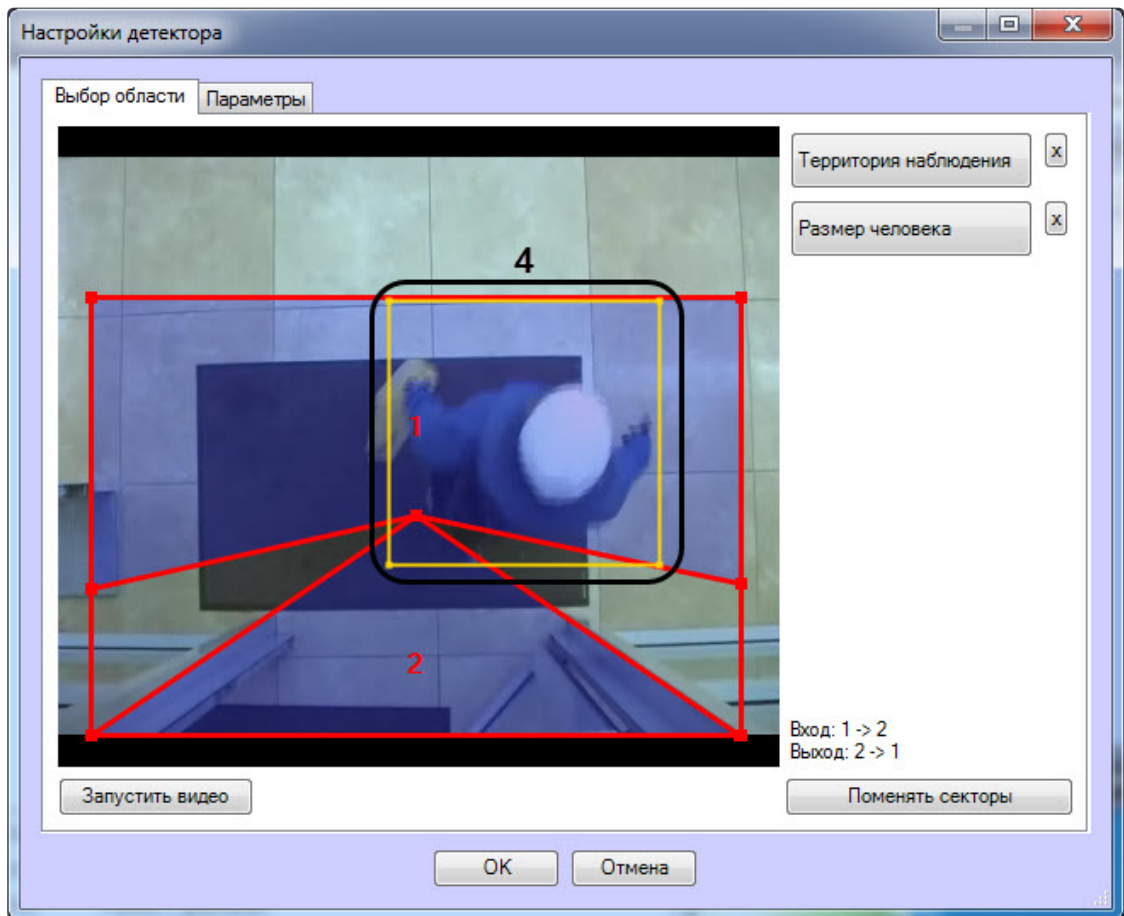 Настройки детектора
Выбор области
Параметры
Территория наблюдения
x
Размер человека
x
4
1
2
Вход: 1 -> 2
Выход: 2 -> 1
Запустить видео
Поменять секторы
OK
Отмена